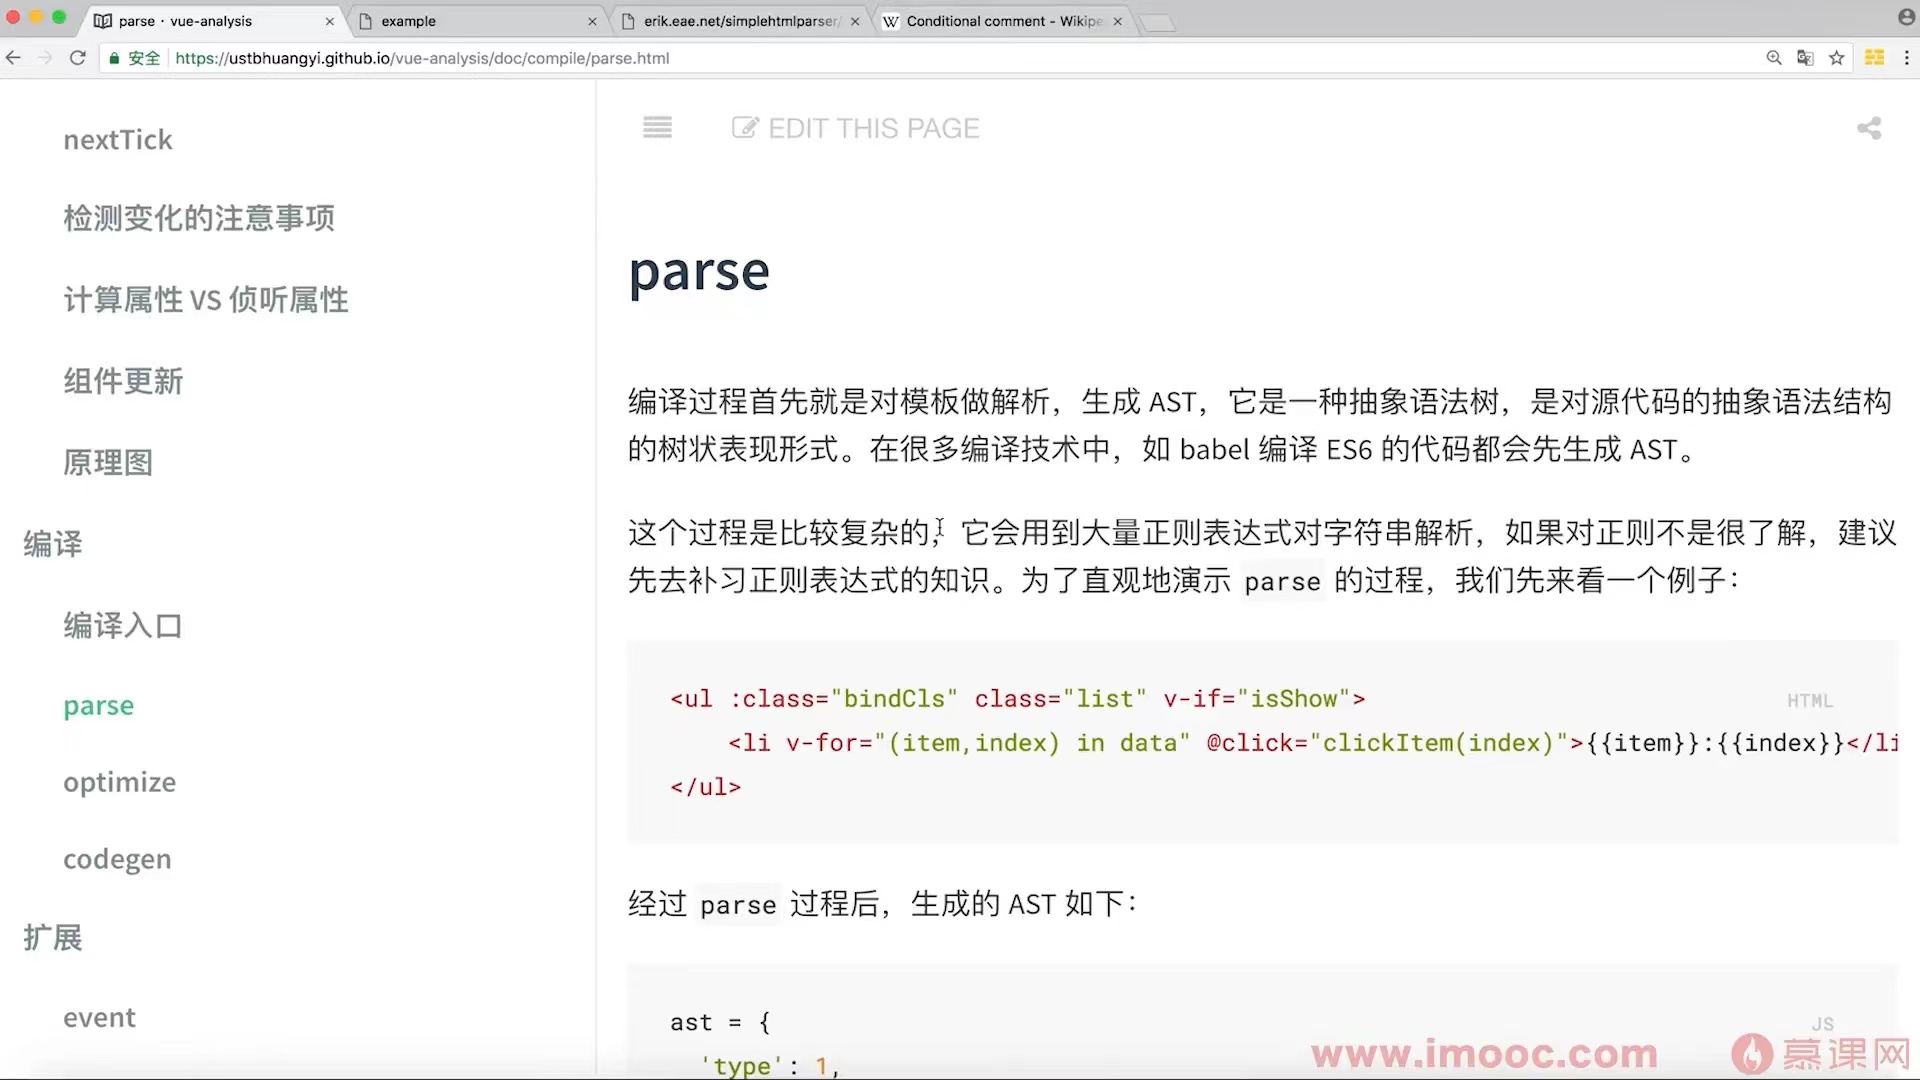 parse · vue-analysis
example
erik.eae.net/simplehtmlparser/
Conditional comment - Wikipe
安全
https://ustbhuangyi.github.io/vue-analysis/doc/compile/parse.html
nextTick
检测变化的注意事项
计算属性 VS 侦听属性
组件更新
原理图
编译
编译入口
parse
optimize
codegen
扩展
event
EDIT THIS PAGE
parse
编译过程首先就是对模板做解析，生成 AST，它是一种抽象语法树，是对源代码的抽象语法结构
的树状表现形式。在很多编译技术中，如 babel 编译 ES6 的代码都会先生成 AST。
这个过程是比较复杂的，它会用到大量正则表达式对字符串解析，如果对正则不是很了解，建议
先去补习正则表达式的知识。为了直观地演示 parse 的过程，我们先来看一个例子：
HTML
<ul :class="bindCls" class="list" v-if="isShow">
<li v-for="(item,index) in data" @click="clickItem(index)">{{item}}:{{index}}</li
</ul>
经过 parse 过程后，生成的 AST 如下：
JS
ast = {
'type': 1,
www.imooc.com
慕课网